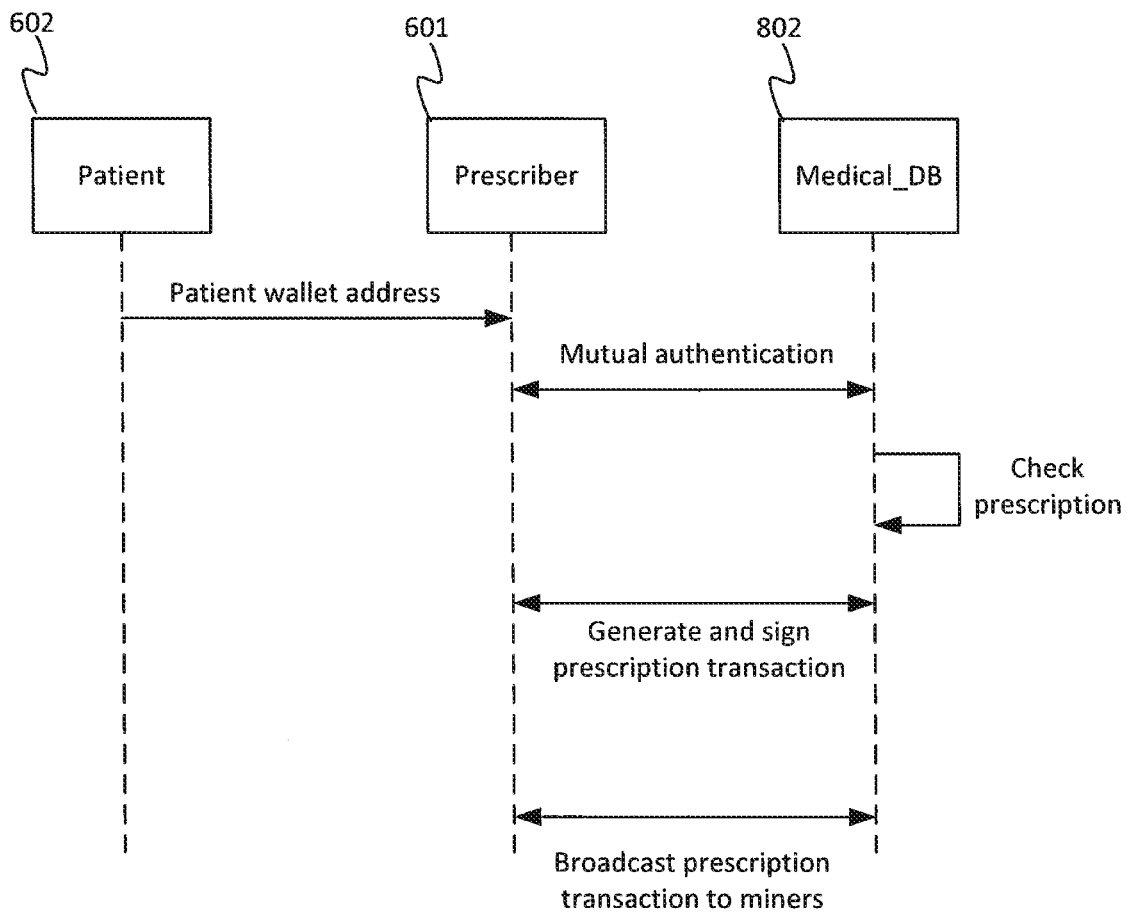 602
601
802
Patient
Prescriber
Medical_DB
Patient wallet address
Mutual authentication
Check
prescription
Generate and sign
prescription transaction
Broadcast prescription
transaction to miners